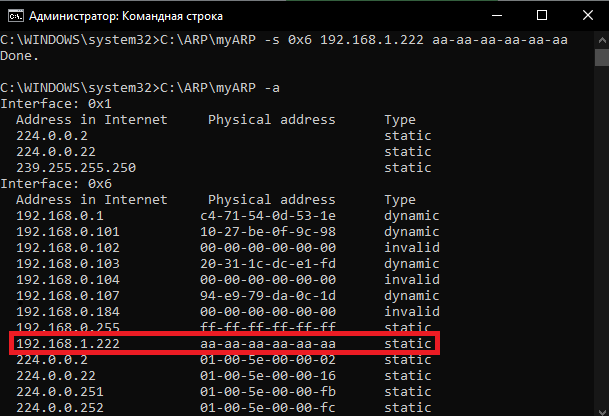 Администратор: Командная строка
C:\WINDOWS\system32>C:\ARP\myARP -s 0x6 192.168.1.222 aa-aa-aa-aa-aa-aa
Done.
C:\WINDOWS\system32>C:\ARP\myARP -a
Interface: 0x1
Address in Internet Physical address Type
224.0.0.2 static
224.0.0.22 static
239.255.255.250 static
Interface: 0x6
Address in Internet Physical address Type
192.168.0.1 c4-71-54-0d-53-1e dynamic
192.168.0.101 10-27-be-0f-9c-98 dynamic
192.168.0.102 00-00-00-00-00-00 invalid
192.168.0.103 20-31-1c-dc-e1-fd dynamic
192.168.0.104 00-00-00-00-00-00 invalid
192.168.0.107 94-e9-79-da-0c-1d dynamic
192.168.0.184 00-00-00-00-00-00 invalid
192.168.0.255 ff-ff-ff-ff-ff-ff static
192.168.1.222 aa-aa-aa-aa-aa-aa static
224.0.0.2 01-00-5e-00-00-02 static
224.0.0.22 01-00-5e-00-00-16 static
224.0.0.251 01-00-5e-00-00-fb static
224.0.0.252 01-00-5e-00-00-fc static